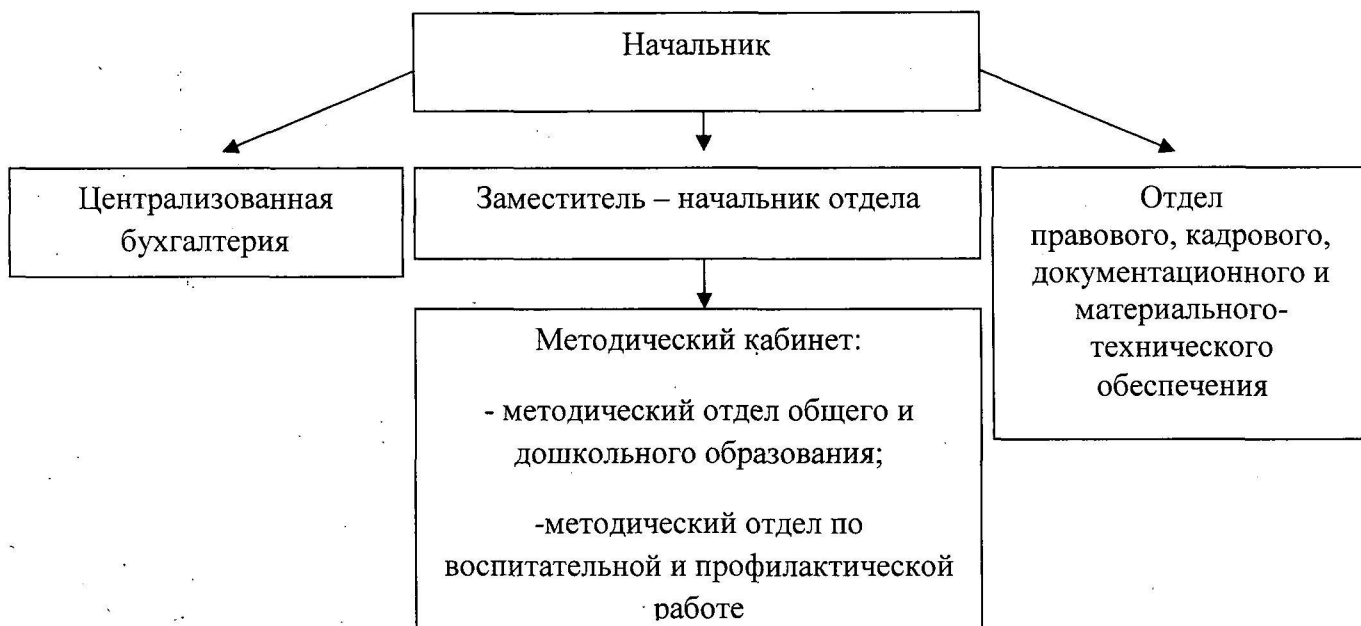 Начальник
Централизованная
бухгалтерия
Заместитель – начальник отдела
Отдел
правового, кадрового,
документационного и
материального-
технического
обеспечения
Методический кабинет:
- методический отдел общего и
дошкольного образования;
-методический отдел по
воспитательной и профилактической
работе